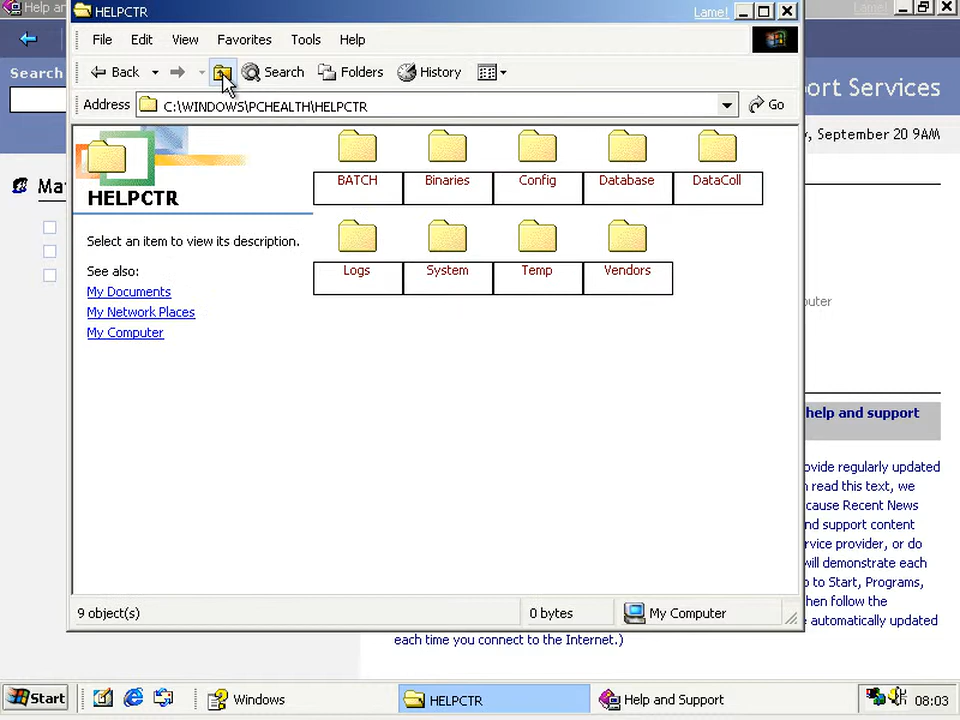 Help an
HELPCTR
Lame!
File Edit View Favorites Tools Help
Back Search Folders History
Address C:\WINDOWS\PCHEALTH\HELPCTR Go
Search
ort Services
, September 20 9AM
HELPCTR
Select an item to view its description.
See also:
My Documents
My Network Places
My Computer
BATCH Binaries Config Database DataColl
Logs System Temp Vendors
Ma
uter
help and support
ovide regularly updated
n read this text, we
cause Recent News
nd support content
rvice provider, or do
will demonstrate each
o to Start, Programs,
hen follow the
e automatically updated
each time you connect to the Internet.)
9 object(s) 0 bytes My Computer
Start Windows HELPCTR Help and Support 08:03